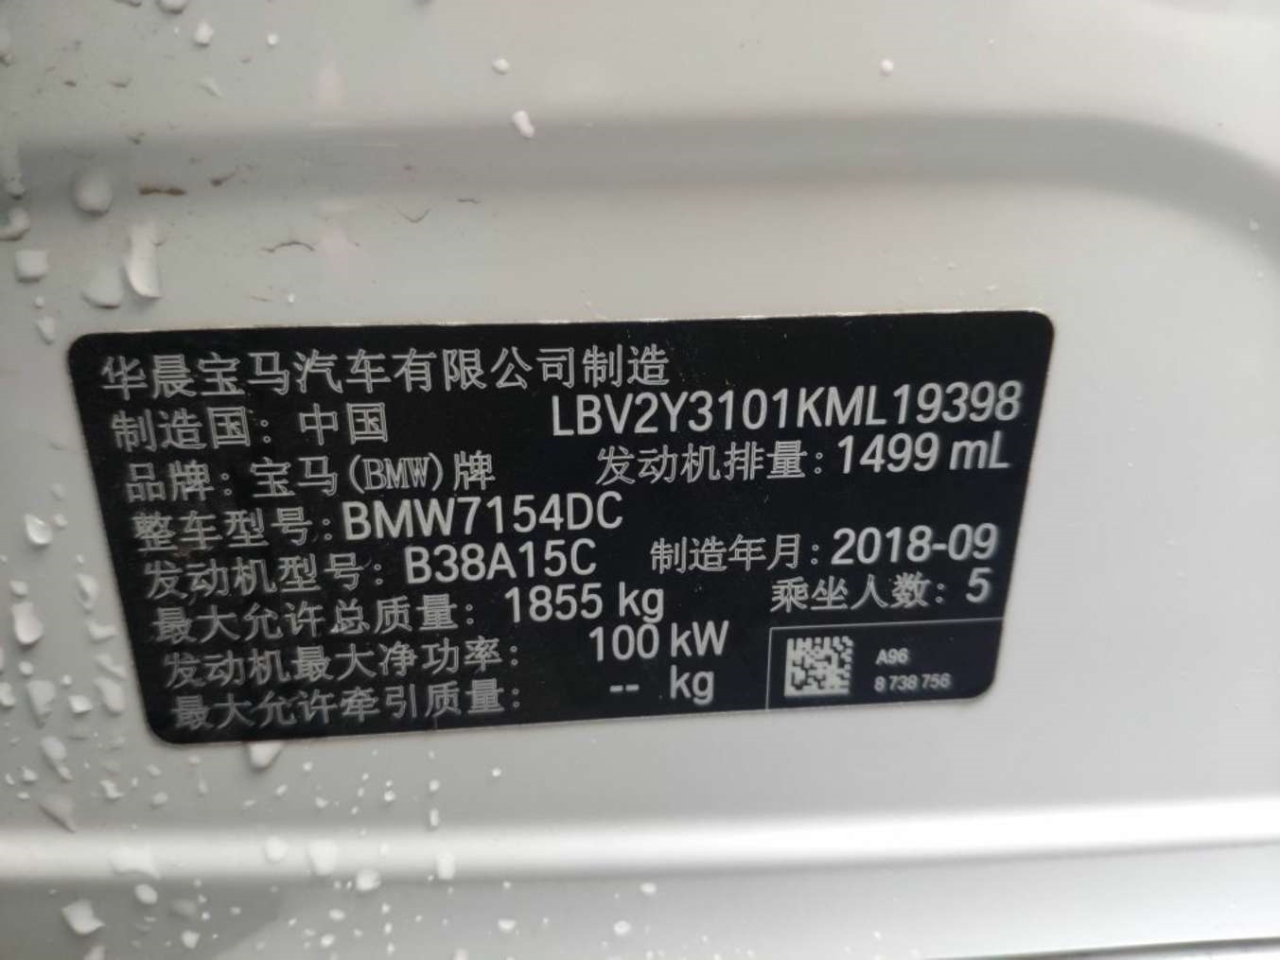 华晨宝马汽车有限公司制造
制造国: 中国 LBV2Y3101KML19398
品牌: 宝马(BMW)牌 发动机排量: 1499 mL
整车型号: BMW7154DC
发动机型号: B38A15C 制造年月: 2018-09
最大允许总质量: 1855 kg 乘坐人数: 5
发动机最大净功率: 100 kW
最大允许牵引质量: -- kg
A96
8 738 756